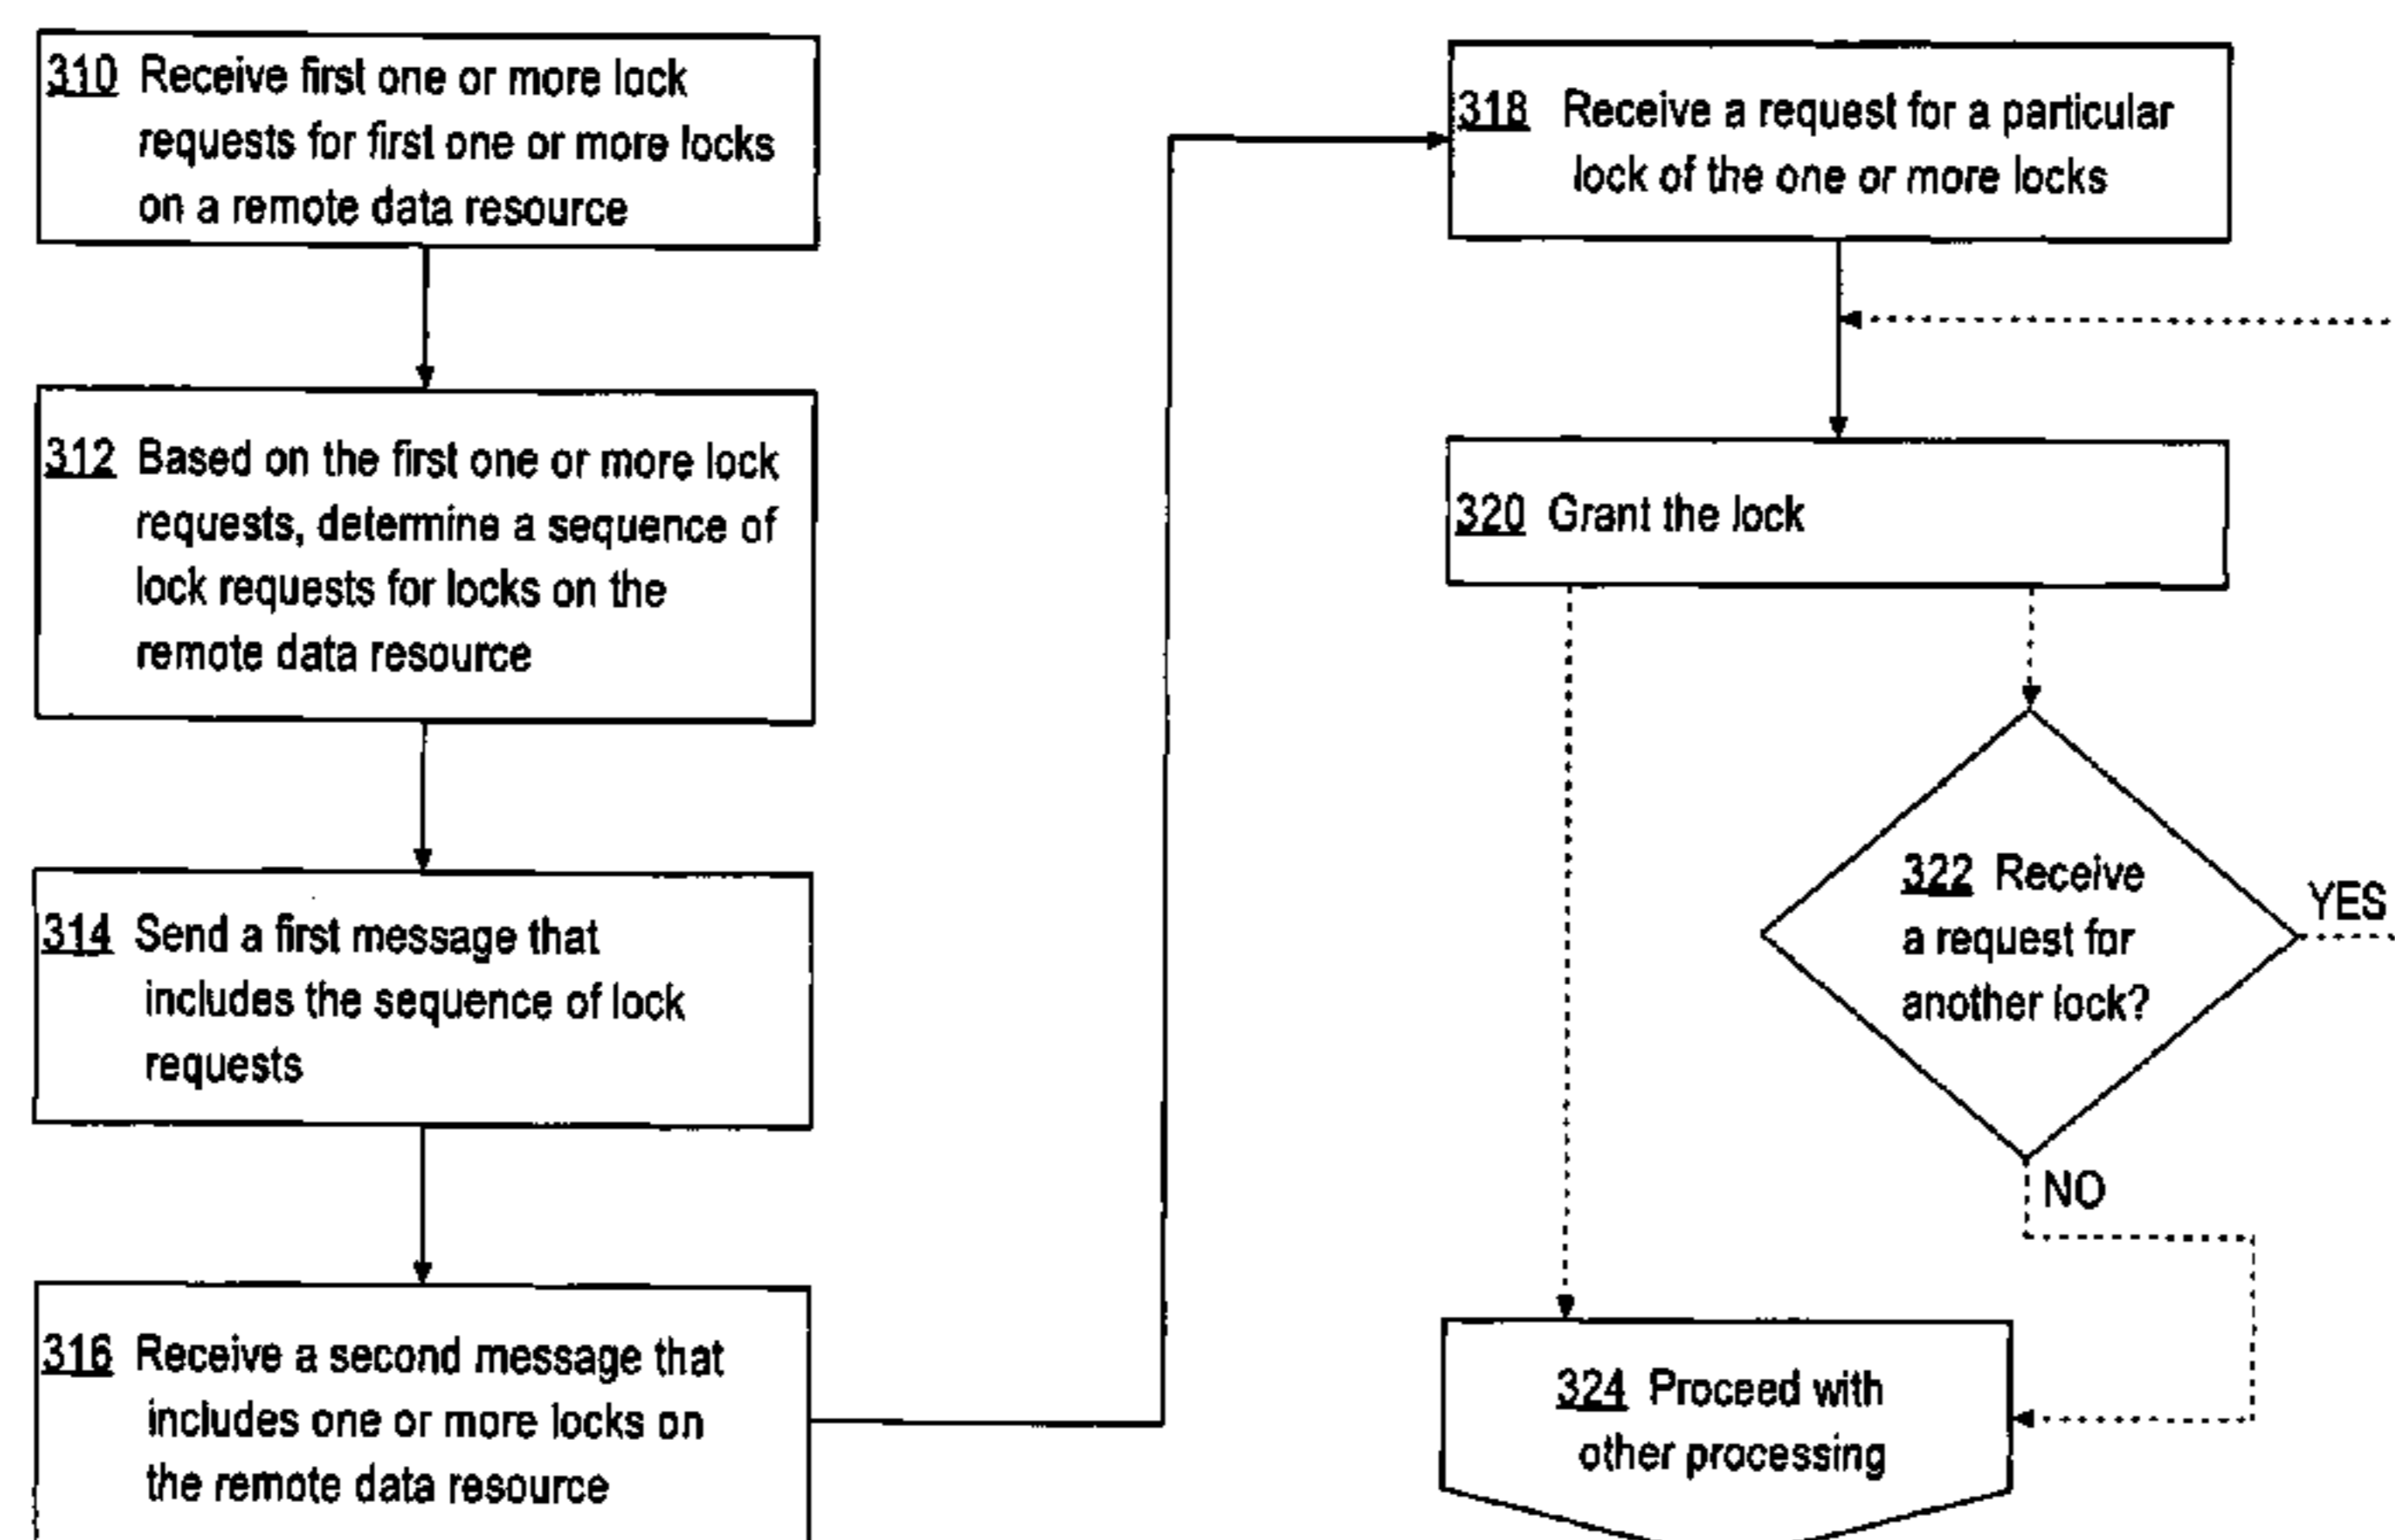 310 Receive first one or more lock
requests for first one or more locks
on a remote data resource
312 Based on the first one or more lock
requests, determine a sequence of
lock requests for locks on the
remote data resource
314 Send a first message that
includes the sequence of lock
requests
316 Receive a second message that
includes one or more locks on
the remote data resource
318 Receive a request for a particular
lock of the one or more locks
320 Grant the lock
322 Receive
a request for
another lock?
YES
NO
324 Proceed with
other processing